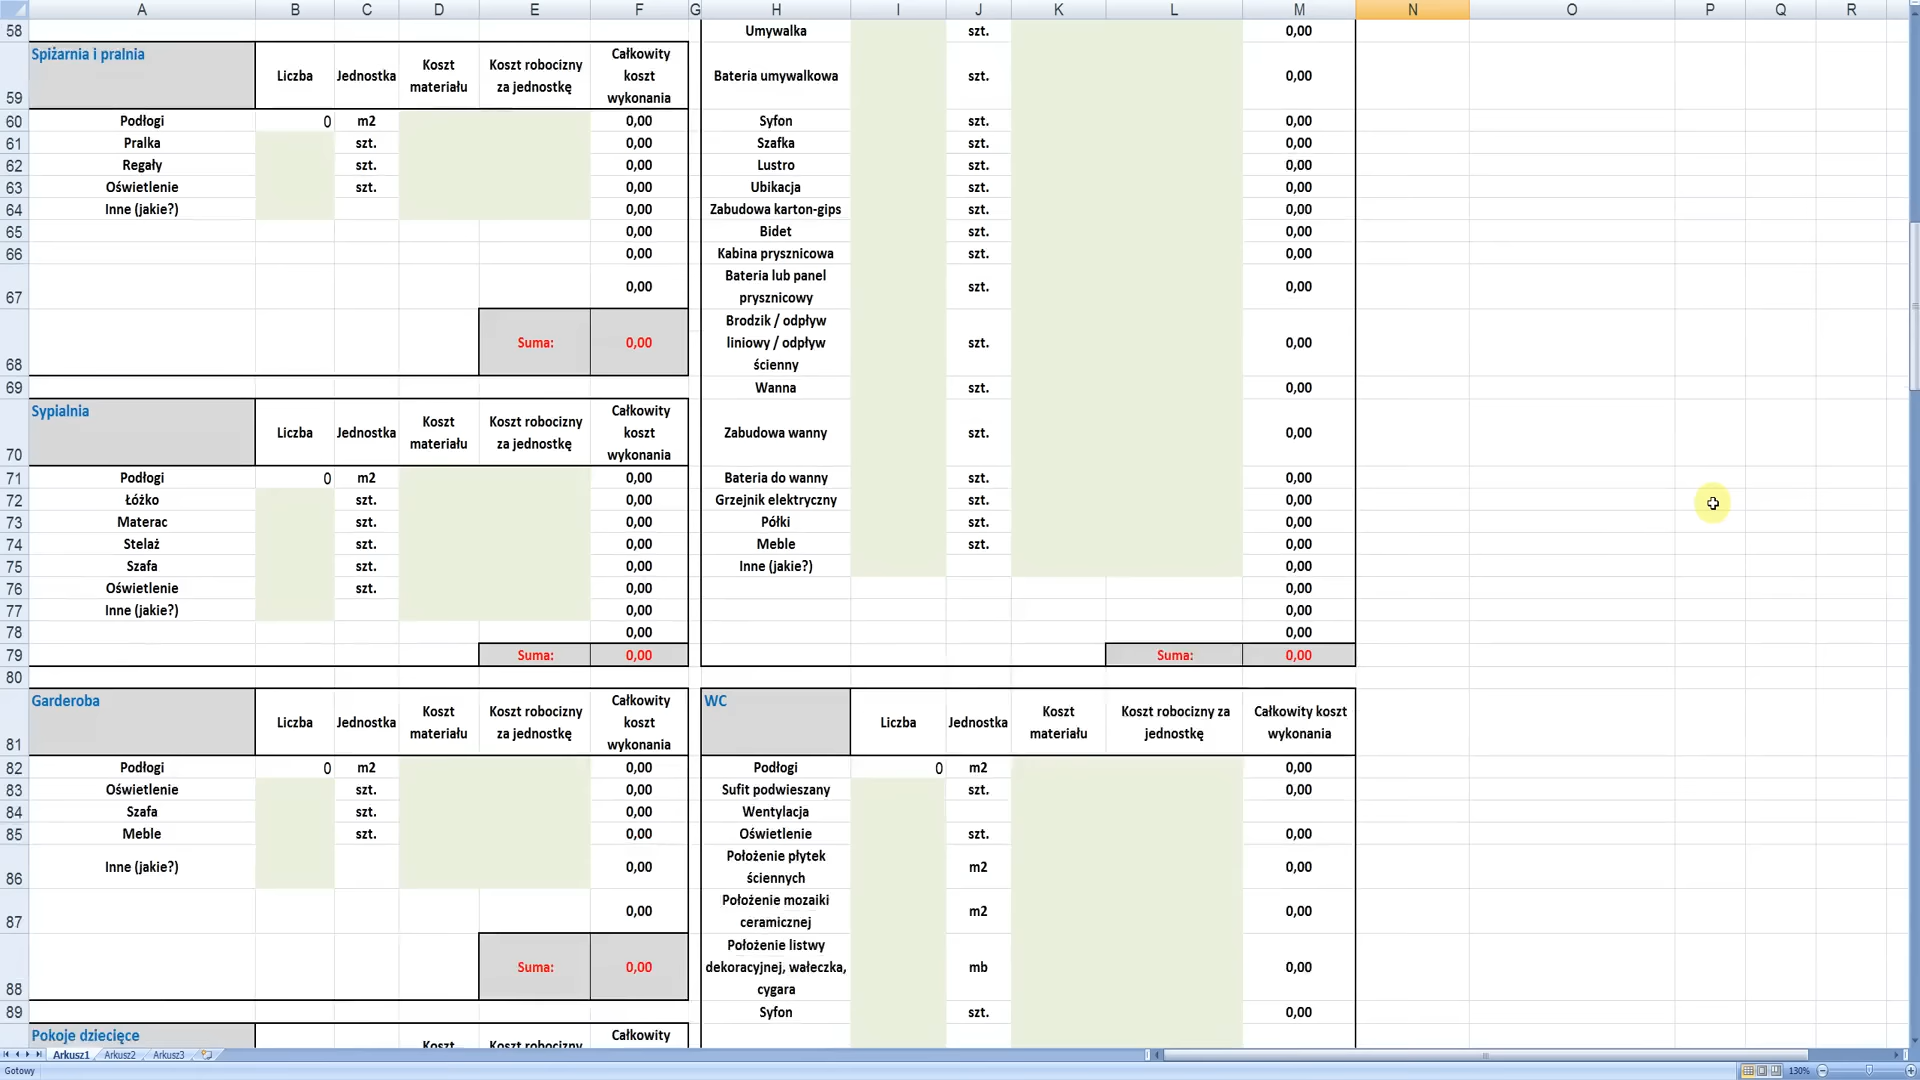 A B C D E F G H I J K L M N O P Q R
58 Umywalka szt. 0,00
59 Spiżarnia i pralnia Liczba Jednostka Koszt materiału Koszt robocizny za jednostkę Całkowity koszt wykonania Bateria umywalkowa szt. 0,00
60 Podłogi 0 m2 0,00 Syfon szt. 0,00
61 Pralka szt. 0,00 Szafka szt. 0,00
62 Regały szt. 0,00 Lustro szt. 0,00
63 Oświetlenie szt. 0,00 Ubikacja szt. 0,00
64 Inne (jakie?) 0,00 Zabudowa karton-gips szt. 0,00
65 0,00 Bidet szt. 0,00
66 0,00 Kabina prysznicowa szt. 0,00
67 0,00 Bateria lub panel prysznicowy szt. 0,00
68 Suma: 0,00 Brodzik / odpływ liniowy / odpływ ścienny szt. 0,00
69 Wanna szt. 0,00
70 Sypialnia Liczba Jednostka Koszt materiału Koszt robocizny za jednostkę Całkowity koszt wykonania Zabudowa wanny szt. 0,00
71 Podłogi 0 m2 0,00 Bateria do wanny szt. 0,00
72 Łóżko szt. 0,00 Grzejnik elektryczny szt. 0,00
73 Materac szt. 0,00 Półki szt. 0,00
74 Stelaż szt. 0,00 Meble szt. 0,00
75 Szafa szt. 0,00 Inne (jakie?) 0,00
76 Oświetlenie szt. 0,00 0,00
77 Inne (jakie?) 0,00 0,00
78 0,00 0,00
79 Suma: 0,00 Suma: 0,00
80
81 Garderoba Liczba Jednostka Koszt materiału Koszt robocizny za jednostkę Całkowity koszt wykonania WC Liczba Jednostka Koszt materiału Koszt robocizny za jednostkę Całkowity koszt wykonania
82 Podłogi 0 m2 0,00 Podłogi 0 m2 0,00
83 Oświetlenie szt. 0,00 Sufit podwieszany szt. 0,00
84 Szafa szt. 0,00 Wentylacja
85 Meble szt. 0,00 Oświetlenie szt. 0,00
86 Inne (jakie?) 0,00 Położenie płytek ściennych m2 0,00
87 0,00 Położenie mozaiki ceramicznej m2 0,00
88 Suma: 0,00 Położenie listwy dekoracyjnej, wałeczka, cygara mb 0,00
89 Syfon szt. 0,00
Pokoje dziecięce Koszt Koszt robocizny Całkowity
Arkusz1 Arkusz2 Arkusz3
Gotowy 130%